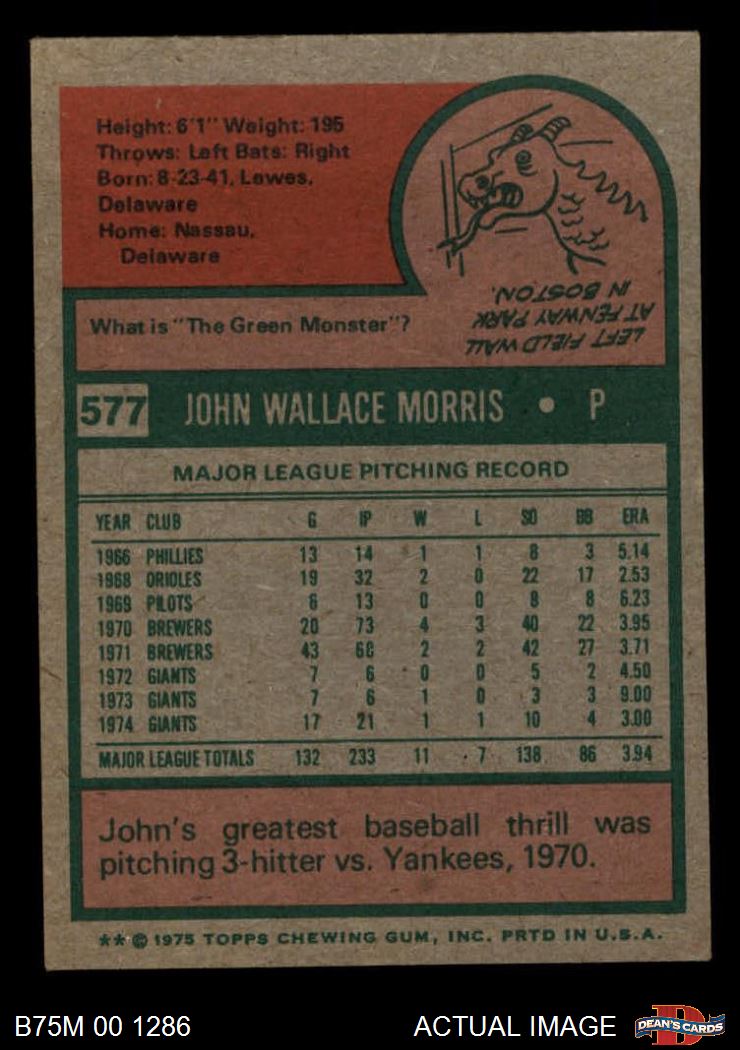 Height: 6'1" Weight: 195
Throws: Left Bats: Right
Born: 8-23-41, Lewes,
Delaware
Home: Nassau,
Delaware
What is "The Green Monster"?
LEFT FIELD WALL
AT FENWAY PARK
IN BOSTON.
577 JOHN WALLACE MORRIS • P
MAJOR LEAGUE PITCHING RECORD
YEAR CLUB G IP W L SO BB ERA
1966 PHILLIES 13 14 1 1 8 3 5.14
1968 ORIOLES 19 32 2 0 22 17 2.53
1969 PILOTS 6 13 0 0 8 8 6.23
1970 BREWERS 20 73 4 3 40 22 3.95
1971 BREWERS 43 68 2 2 42 27 3.71
1972 GIANTS 7 6 0 0 5 2 4.50
1973 GIANTS 7 6 1 0 3 3 9.00
1974 GIANTS 17 21 1 1 10 4 3.00
MAJOR LEAGUE TOTALS 132 233 11 7 138 86 3.94
John's greatest baseball thrill was
pitching 3-hitter vs. Yankees, 1970.
** © 1975 TOPPS CHEWING GUM, INC. PRTD IN U.S.A.
B75M 00 1286 ACTUAL IMAGE D DEAN'S CARDS